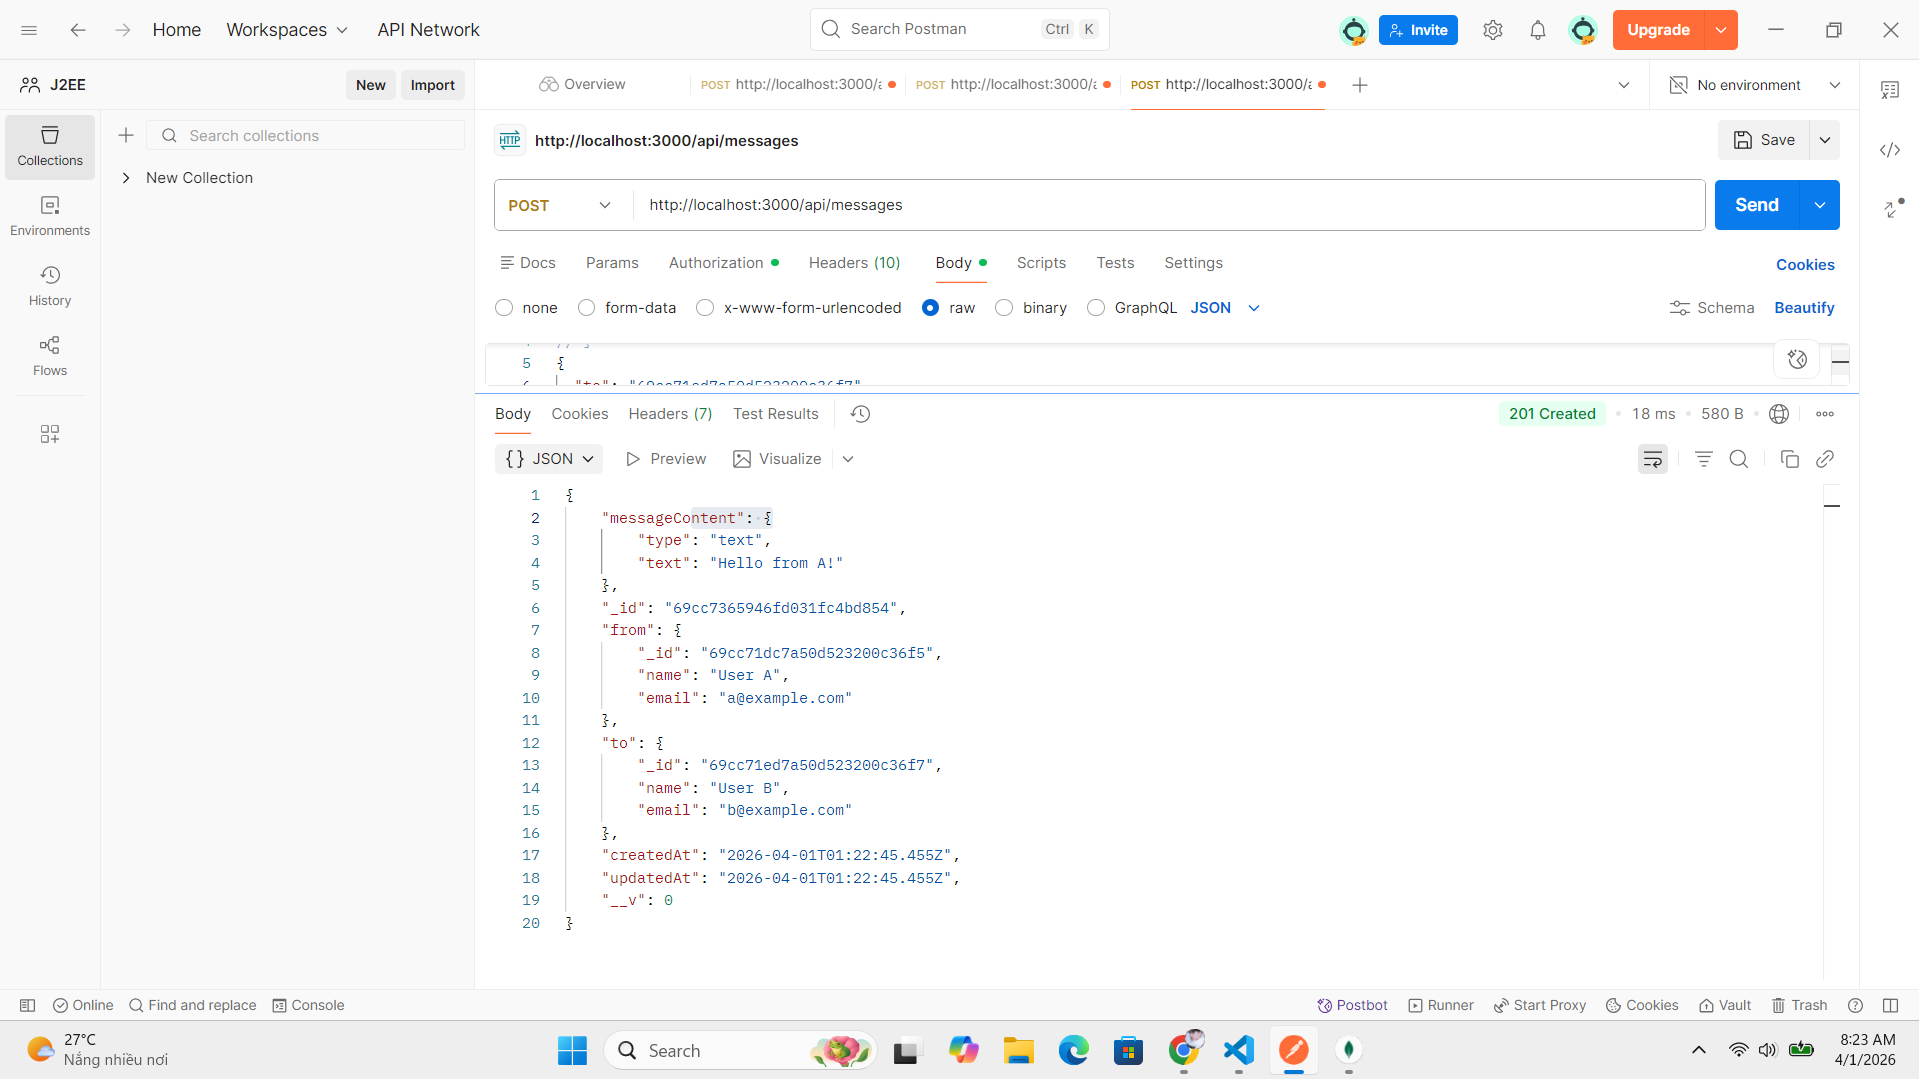 Home
Workspaces
API Network
Search Postman
Ctrl
K
Invite
Upgrade
J2EE
New
Import
Overview
POST http://localhost:3000/a
POST http://localhost:3000/a
POST http://localhost:3000/a
No environment
Collections
Search collections
New Collection
Environments
History
Flows
HTTP
http://localhost:3000/api/messages
Save
POST
http://localhost:3000/api/messages
Send
Docs
Params
Authorization
Headers (10)
Body
Scripts
Tests
Settings
Cookies
none
form-data
x-www-form-urlencoded
raw
binary
GraphQL
JSON
Schema
Beautify
5 {
6 "to": "69cc71ed7a50d523200c36f7"
Body
Cookies
Headers (7)
Test Results
201 Created
18 ms
580 B
{} JSON
Preview
Visualize
1 {
2 "messageContent": {
3 "type": "text",
4 "text": "Hello from A!"
5 },
6 "_id": "69cc7365946fd031fc4bd854",
7 "from": {
8 "_id": "69cc71dc7a50d523200c36f5",
9 "name": "User A",
10 "email": "a@example.com"
11 },
12 "to": {
13 "_id": "69cc71ed7a50d523200c36f7",
14 "name": "User B",
15 "email": "b@example.com"
16 },
17 "createdAt": "2026-04-01T01:22:45.455Z",
18 "updatedAt": "2026-04-01T01:22:45.455Z",
19 "__v": 0
20 }
Online
Find and replace
Console
Postbot
Runner
Start Proxy
Cookies
Vault
Trash
27°C
Nắng nhiều nơi
Search
8:23 AM
4/1/2026